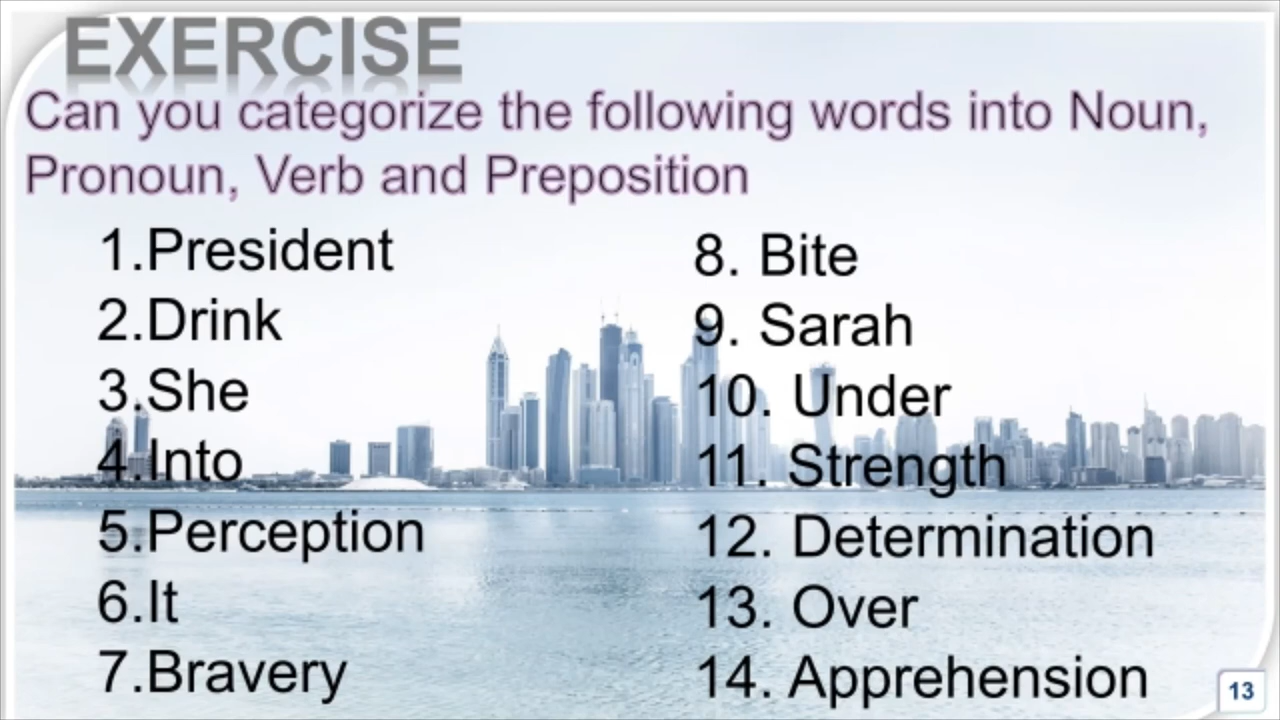 EXERCISE
Can you categorize the following words into Noun,
Pronoun, Verb and Preposition
1.President
2.Drink
3.She
4.Into
5.Perception
6.It
7.Bravery
8. Bite
9. Sarah
10. Under
11. Strength
12. Determination
13. Over
14. Apprehension
13